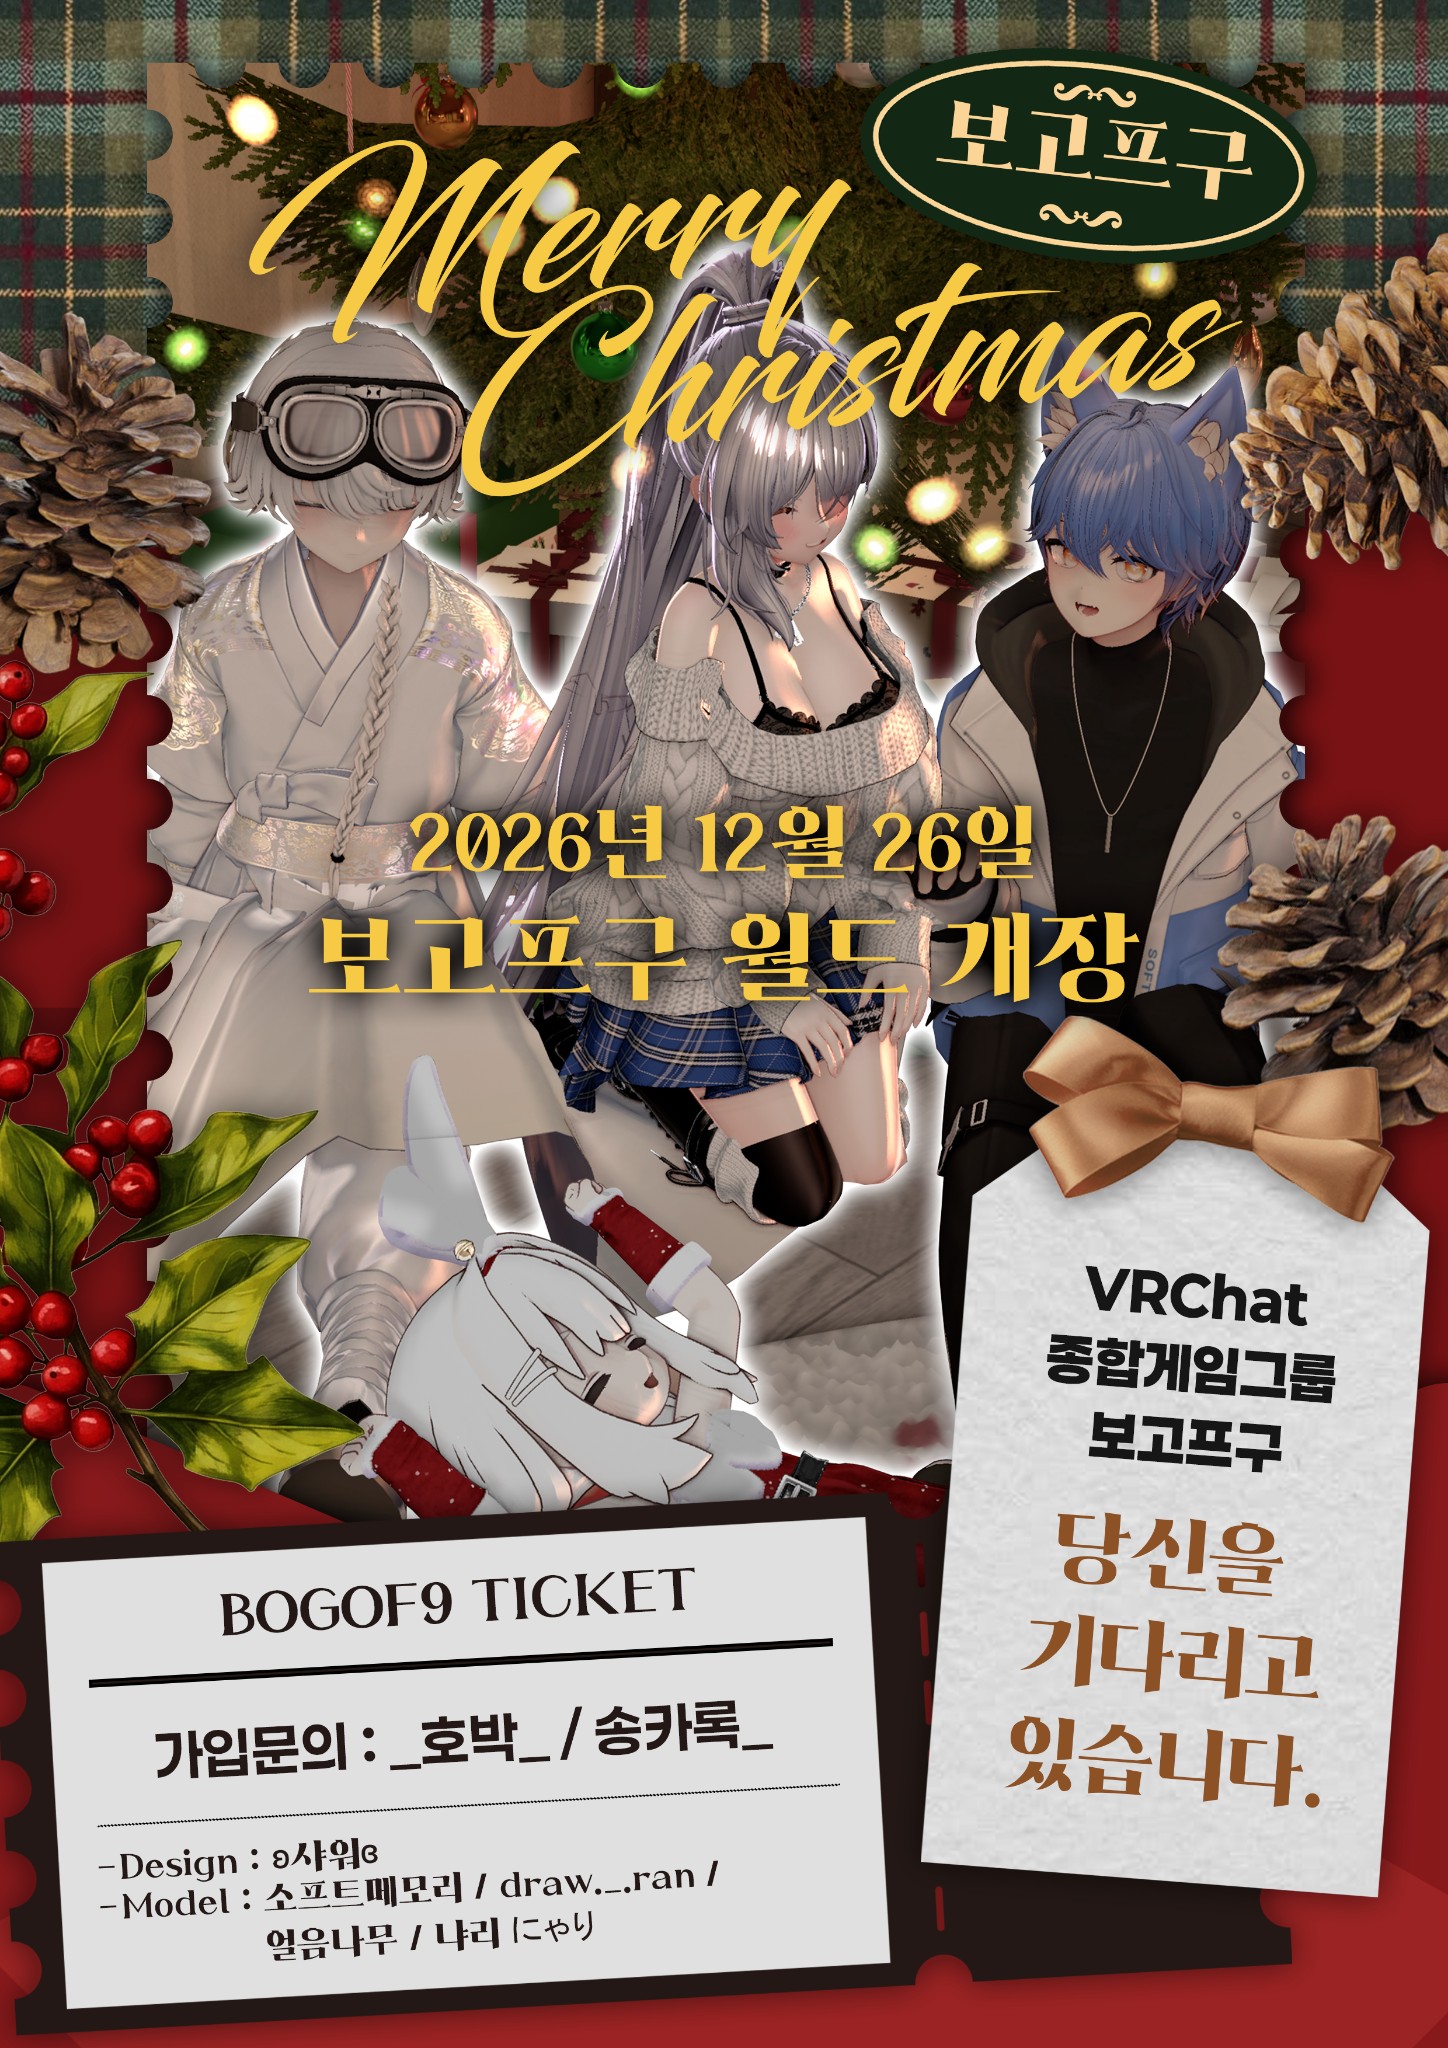 보고프구
Merry
Christmas
2026년 12월 26일
보고프구 월드 개장
SOFT
VRChat
종합게임그룹
보고프구
당신을
기다리고
있습니다.
BOGOF9 TICKET
가입문의 : _호박_ / 송카록_
-Design : ʚ샤워ɞ
-Model : 소프트메모리 / draw._.ran /
얼음나무 / 냐리 にゃり